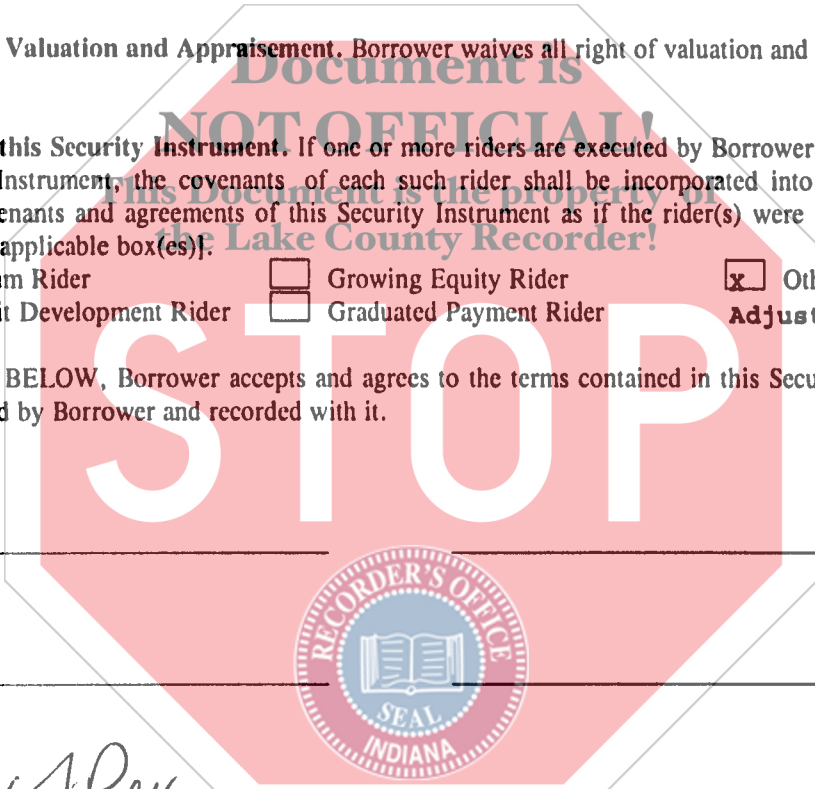 Valuation and Appraisement. Borrower waives all right of valuation and
Document is
NOT OFFICIAL!
this Security Instrument. If one or more riders are executed by Borrower
Instrument, the covenants of each such rider shall be incorporated into
This Document is the property of
enants and agreements of this Security Instrument as if the rider(s) were
the Lake County Recorder!
applicable box(es)].
m Rider
Growing Equity Rider
x Oth
t Development Rider
Graduated Payment Rider
Adjust
STOP
BELOW, Borrower accepts and agrees to the terms contained in this Secu
d by Borrower and recorded with it.
RECORDER'S OFFICE
SEAL
INDIANA